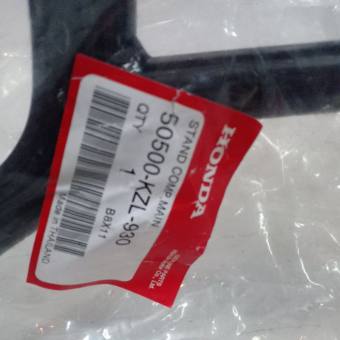 HONDA
STAND COMP MAIN
50500-KZL-930
QTY 1
B8X11
MADE IN THAILAND